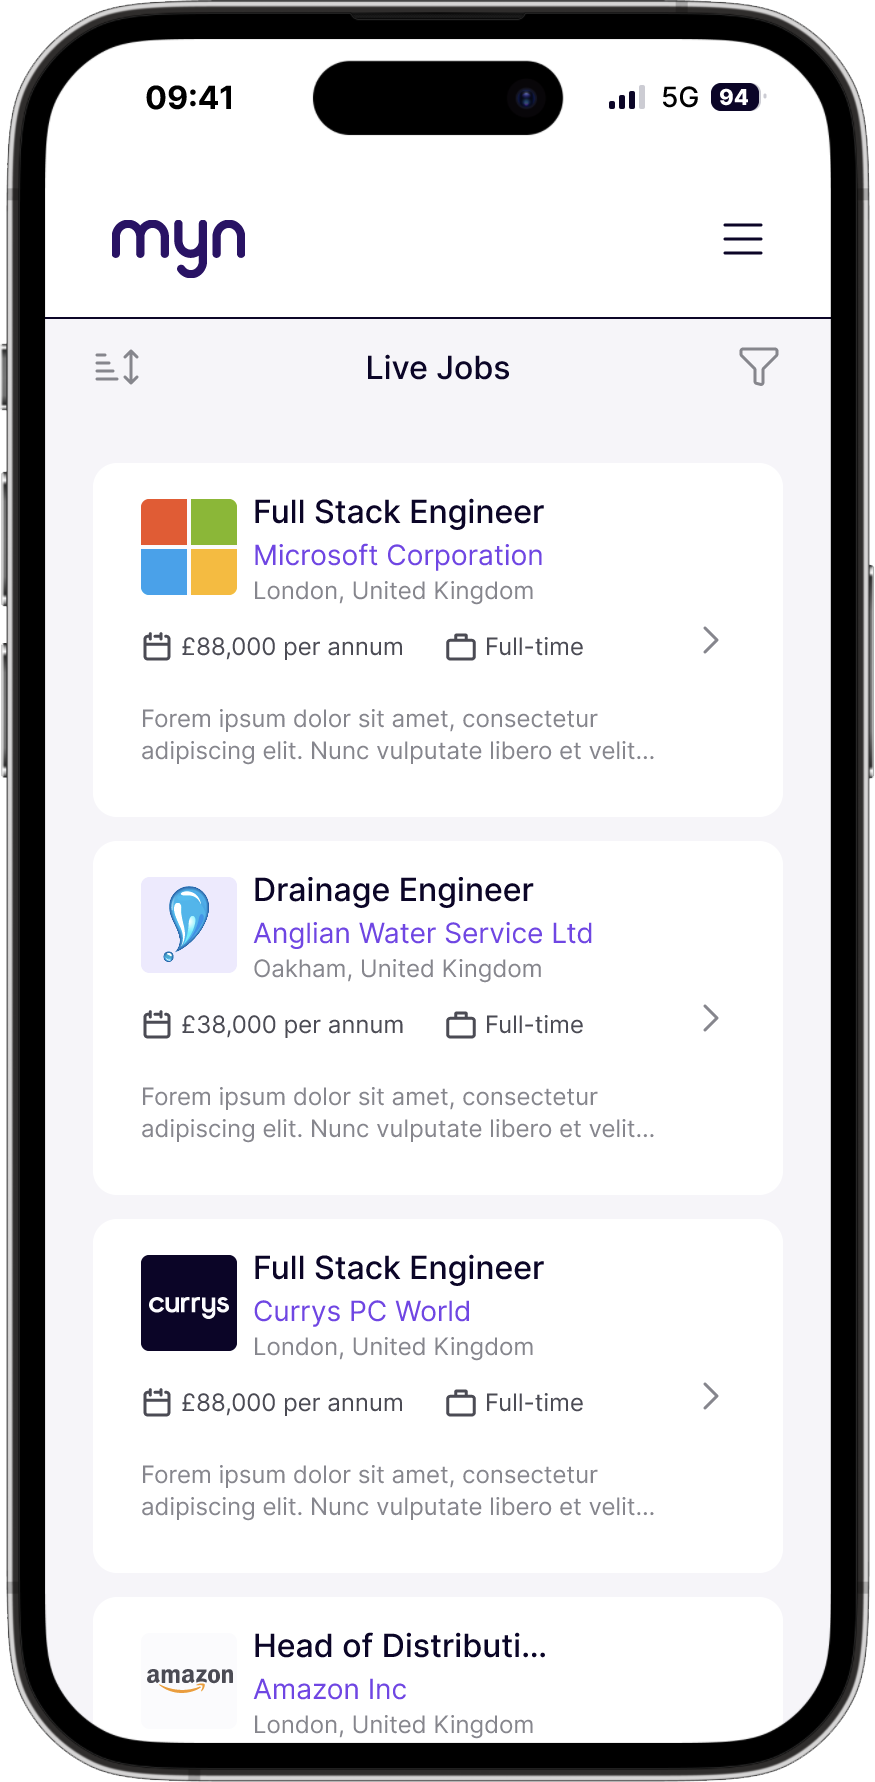 09:41 5G 94
myn
Live Jobs
Full Stack Engineer
Microsoft Corporation
London, United Kingdom
£88,000 per annum Full-time
Forem ipsum dolor sit amet, consectetur
adipiscing elit. Nunc vulputate libero et velit...
Drainage Engineer
Anglian Water Service Ltd
Oakham, United Kingdom
£38,000 per annum Full-time
Forem ipsum dolor sit amet, consectetur
adipiscing elit. Nunc vulputate libero et velit...
currys
Full Stack Engineer
Currys PC World
London, United Kingdom
£88,000 per annum Full-time
Forem ipsum dolor sit amet, consectetur
adipiscing elit. Nunc vulputate libero et velit...
amazon
Head of Distributi...
Amazon Inc
London, United Kingdom